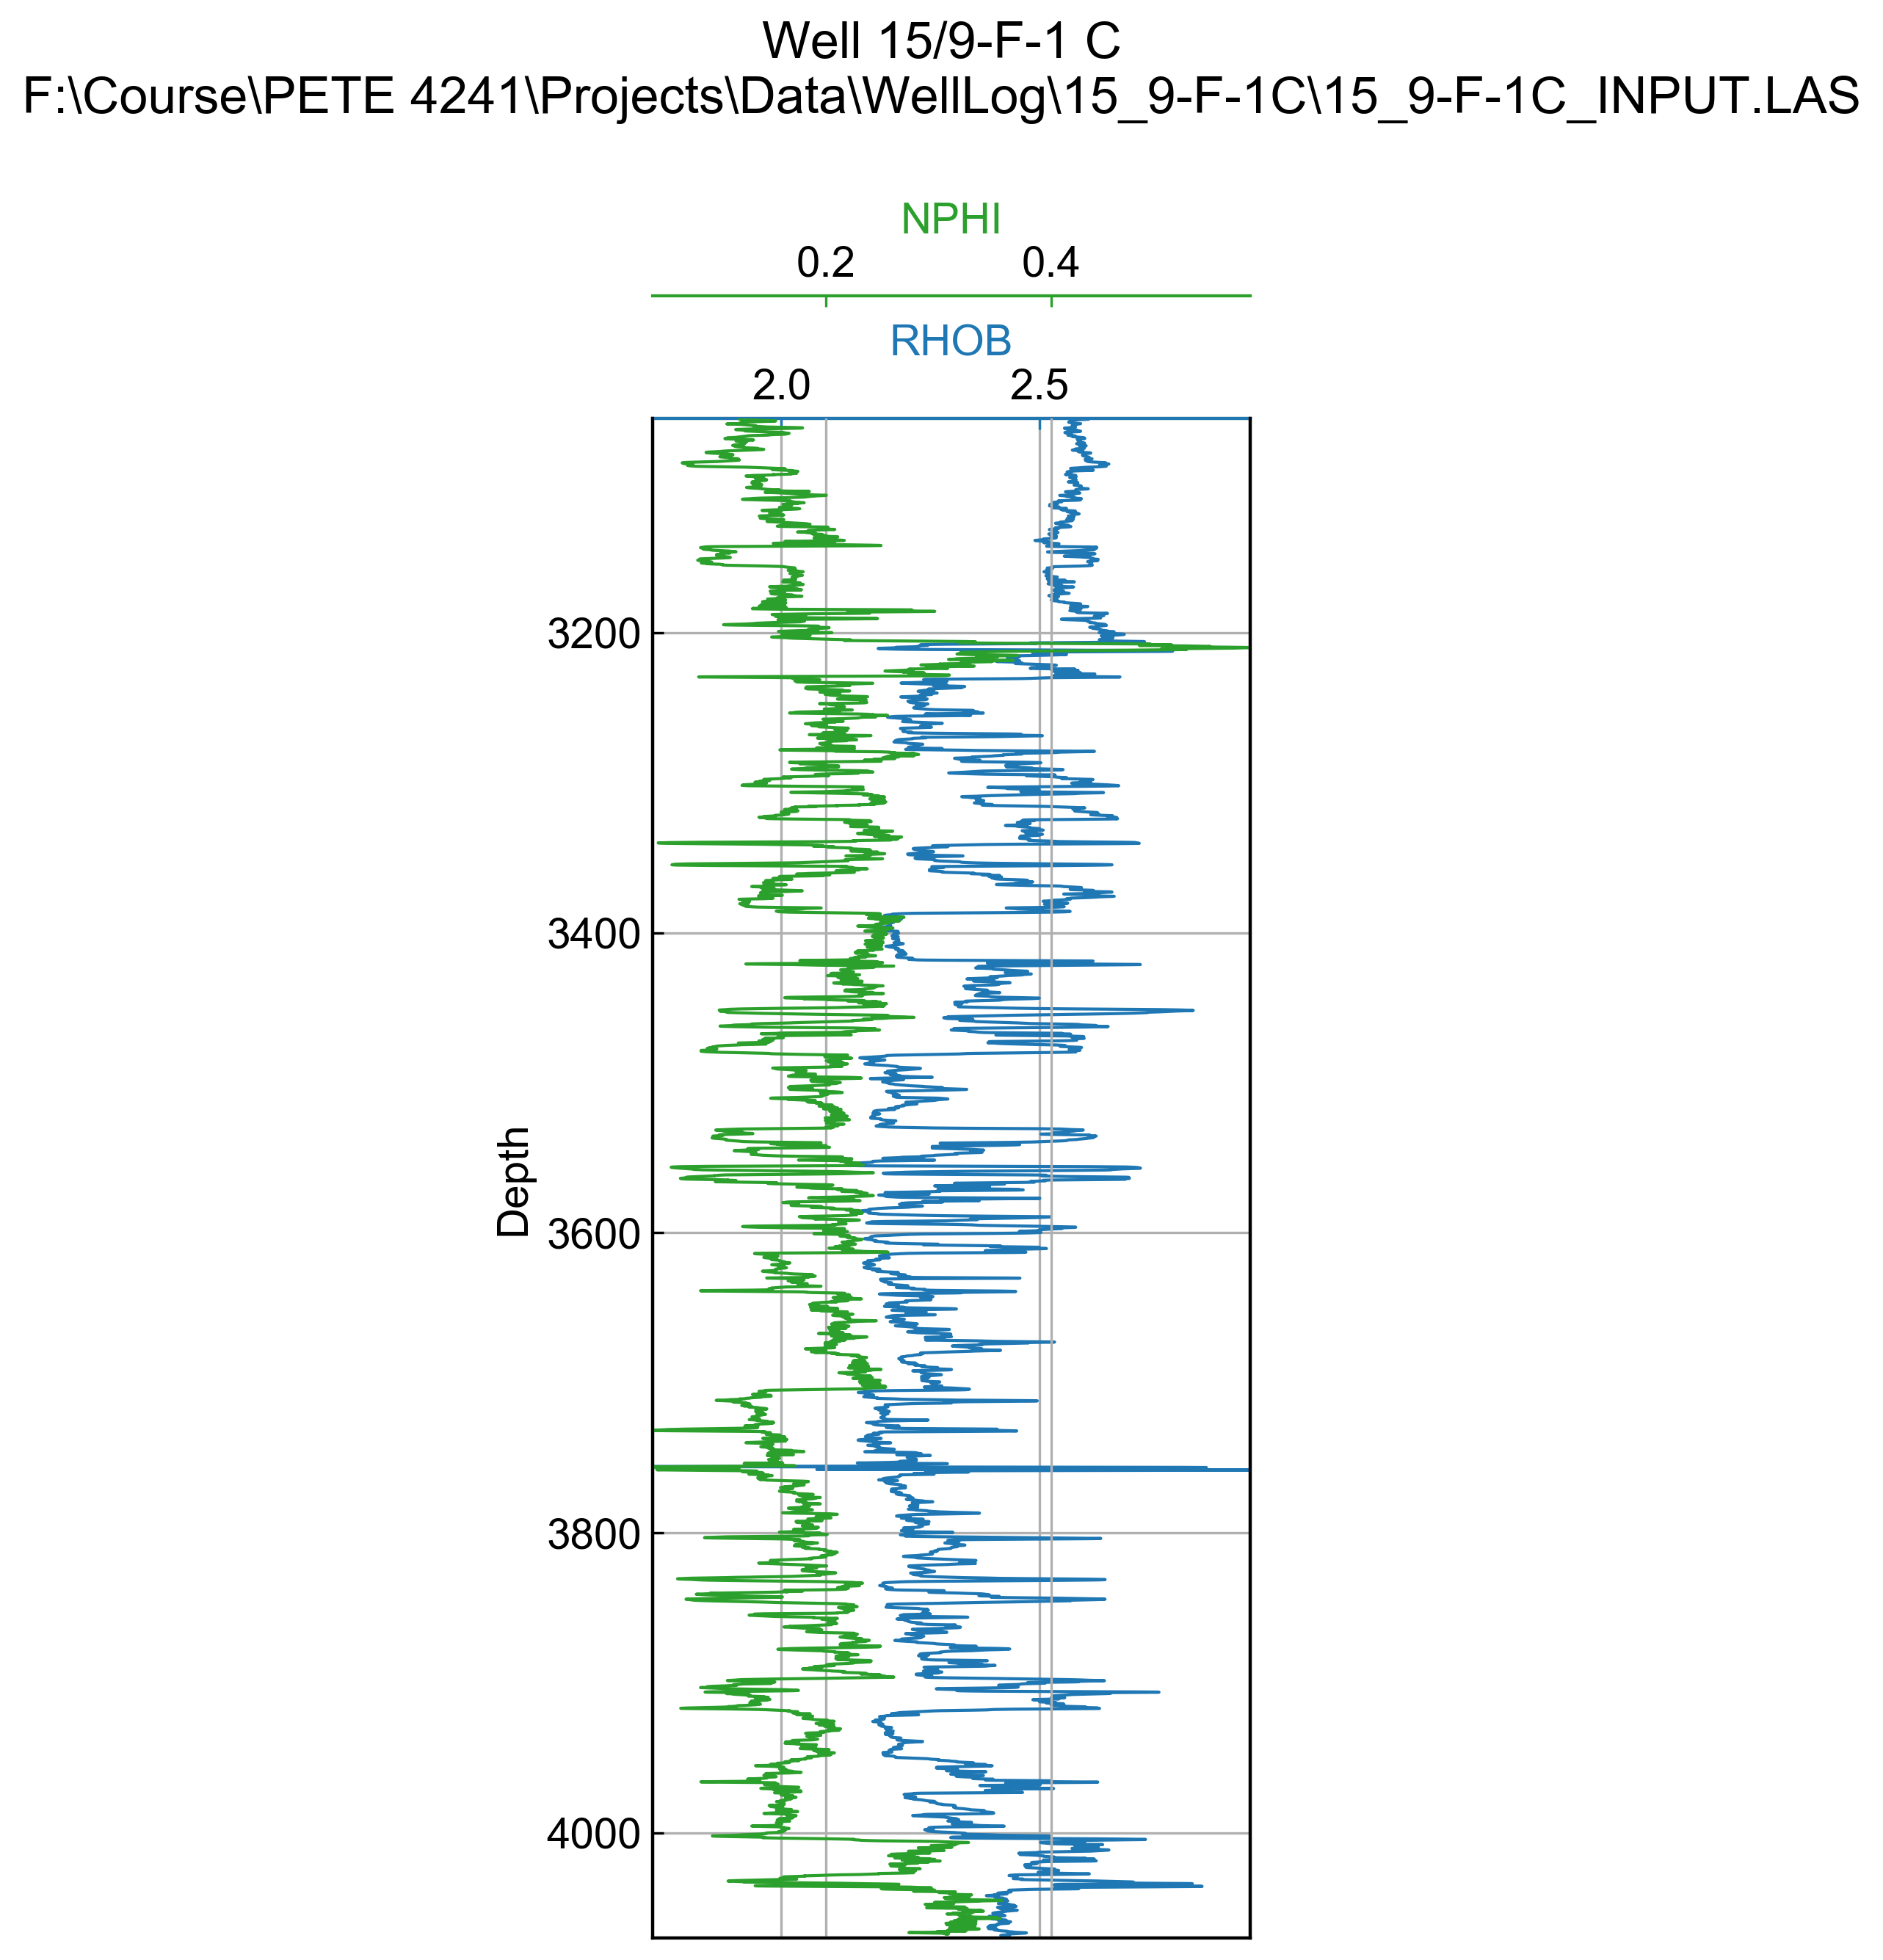 Well 15/9-F-1 C
F:\Course\PETE 4241\Projects\Data\WellLog\15_9-F-1C\15_9-F-1C_INPUT.LAS
NPHI
0.2 0.4
RHOB
2.0 2.5
3200
3400
Depth
3600
3800
4000